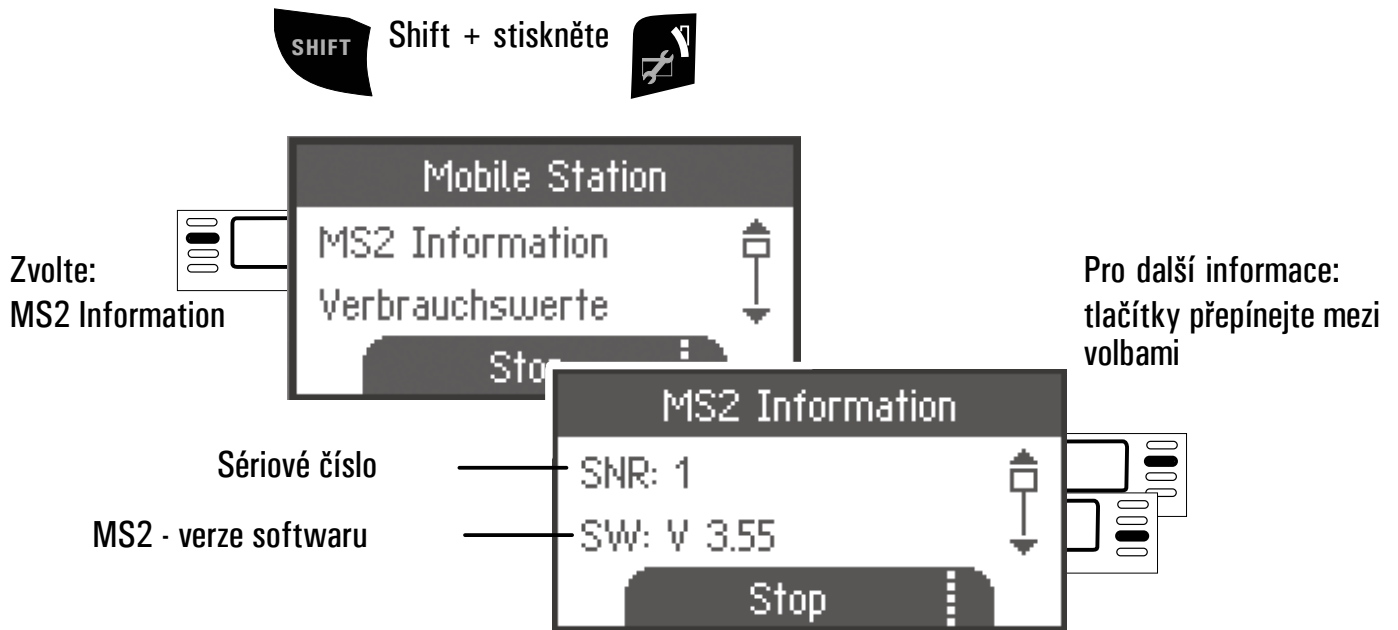 SHIFT
Shift + stiskněte
Mobile Station
MS2 Information
Verbrauchswerte
Zvolte:
MS2 Information
Pro další informace:
tlačítky přepínejte mezi
volbami
MS2 Information
Sériové číslo
SNR: 1
MS2 - verze softwaru
SW: V 3.55
Stop